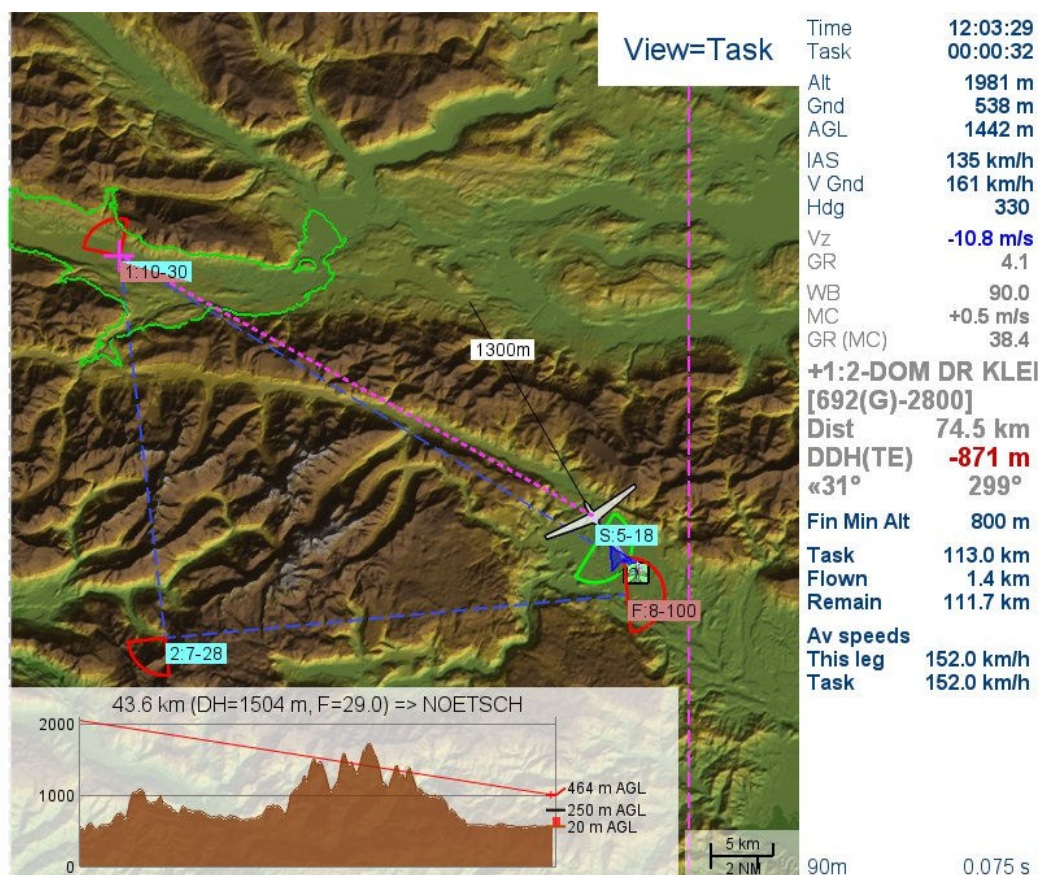 View=Task
1:10-30
1300m
S:5-18
F:8-100
2:7-28
43.6 km (DH=1504 m, F=29.0) => NOETSCH
2000
1000
0
464 m AGL
250 m AGL
20 m AGL
5 km
2 NM
Time 12:03:29
Task 00:00:32
Alt 1981 m
Gnd 538 m
AGL 1442 m
IAS 135 km/h
V Gnd 161 km/h
Hdg 330
Vz -10.8 m/s
GR 4.1
WB 90.0
MC +0.5 m/s
GR (MC) 38.4
+1:2-DOM DR KLEI
[692(G)-2800]
Dist 74.5 km
DDH(TE) -871 m
«31° 299°
Fin Min Alt 800 m
Task 113.0 km
Flown 1.4 km
Remain 111.7 km
Av speeds
This leg 152.0 km/h
Task 152.0 km/h
90m 0.075 s